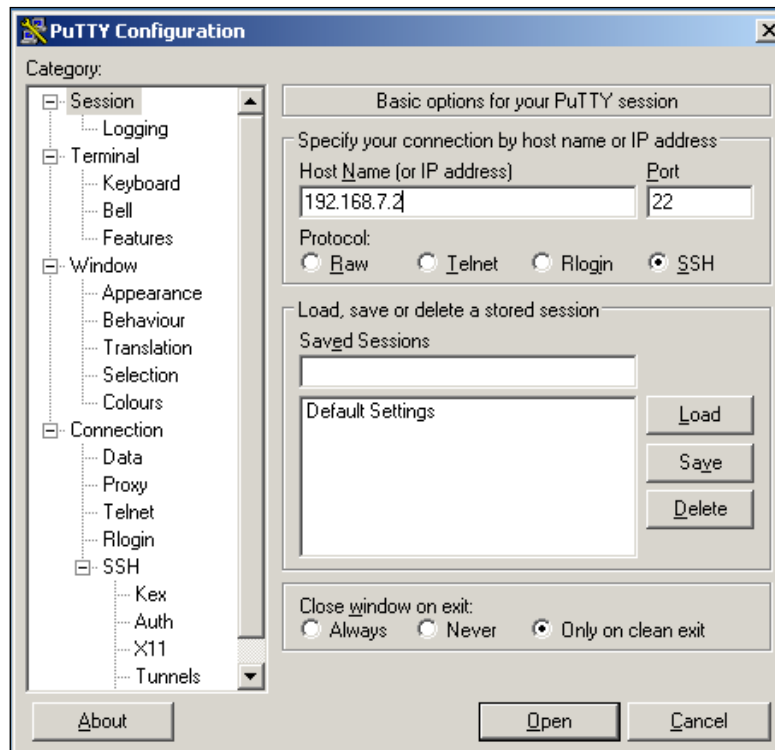 PuTTY Configuration
Category:
Session
Logging
Terminal
Keyboard
Bell
Features
Window
Appearance
Behaviour
Translation
Selection
Colours
Connection
Data
Proxy
Telnet
Rlogin
SSH
Kex
Auth
X11
Tunnels
Basic options for your PuTTY session
Specify your connection by host name or IP address
Host Name (or IP address) Port
192.168.7.2 22
Protocol:
Raw Telnet Rlogin SSH
Load, save or delete a stored session
Saved Sessions
Default Settings
Load
Save
Delete
Close window on exit:
Always Never Only on clean exit
About Open Cancel